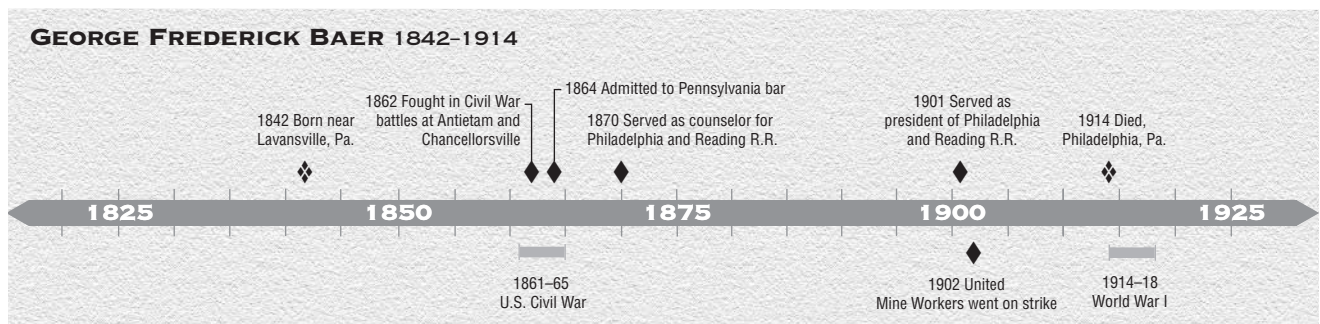 GEORGE FREDERICK BAER 1842–1914
1842 Born near
Lavansville, Pa.
1862 Fought in Civil War
battles at Antietam and
Chancellorsville
1864 Admitted to Pennsylvania bar
1870 Served as counselor for
Philadelphia and Reading R.R.
1901 Served as
president of Philadelphia
and Reading R.R.
1914 Died,
Philadelphia, Pa.
1825 1850 1875 1900 1925
1861–65
U.S. Civil War
1902 United
Mine Workers went on strike
1914–18
World War I